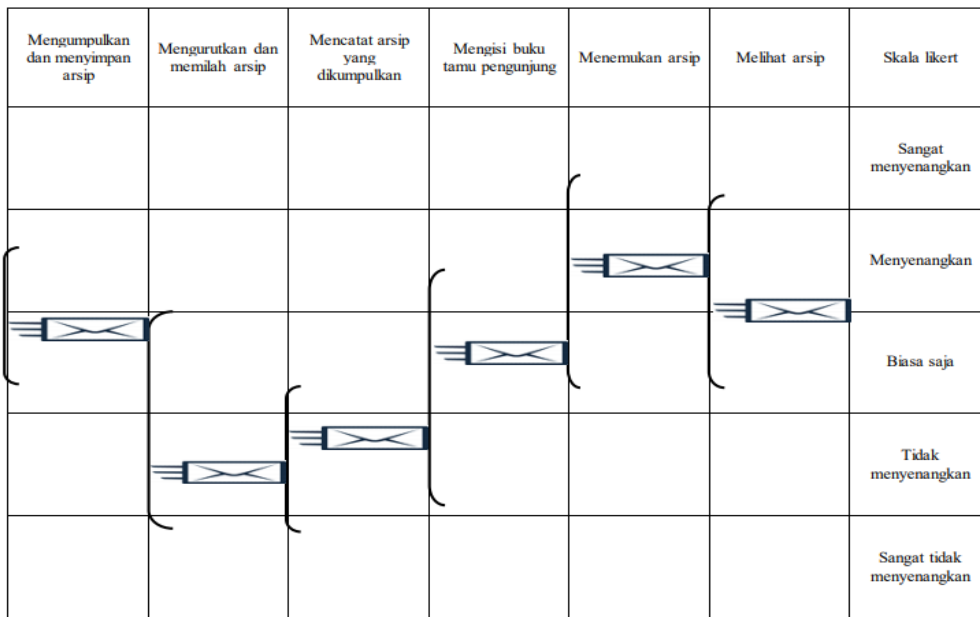 Mengumpulkan
dan menyimpan
arsip
Mengurutkan dan
memilah arsip
Mencatat arsip
yang
dikumpulkan
Mengisi buku
tamu pengunjung
Menemukan arsip
Melihat arsip
Skala likert
Sangat
menyenangkan
Menyenangkan
Biasa saja
Tidak
menyenangkan
Sangat tidak
menyenangkan